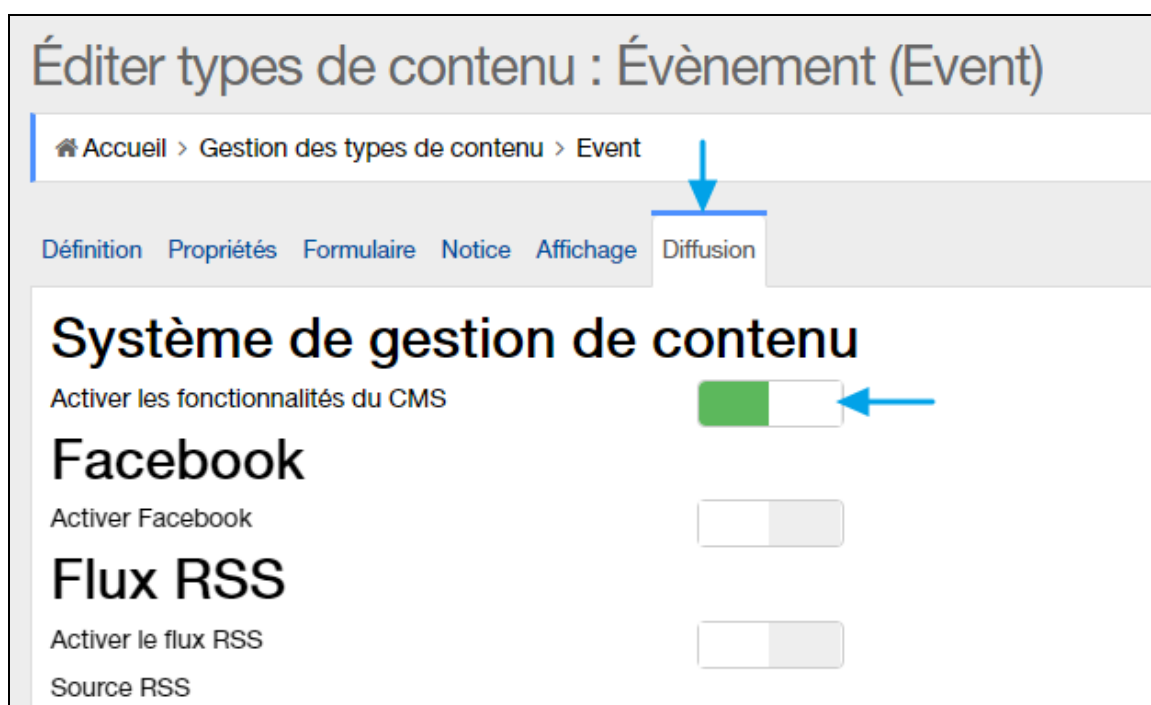 Éditer types de contenu : Évènement (Event)
Accueil > Gestion des types de contenu > Event
Définition Propriétés Formulaire Notice Affichage Diffusion
Système de gestion de contenu
Activer les fonctionnalités du CMS
Facebook
Activer Facebook
Flux RSS
Activer le flux RSS
Source RSS